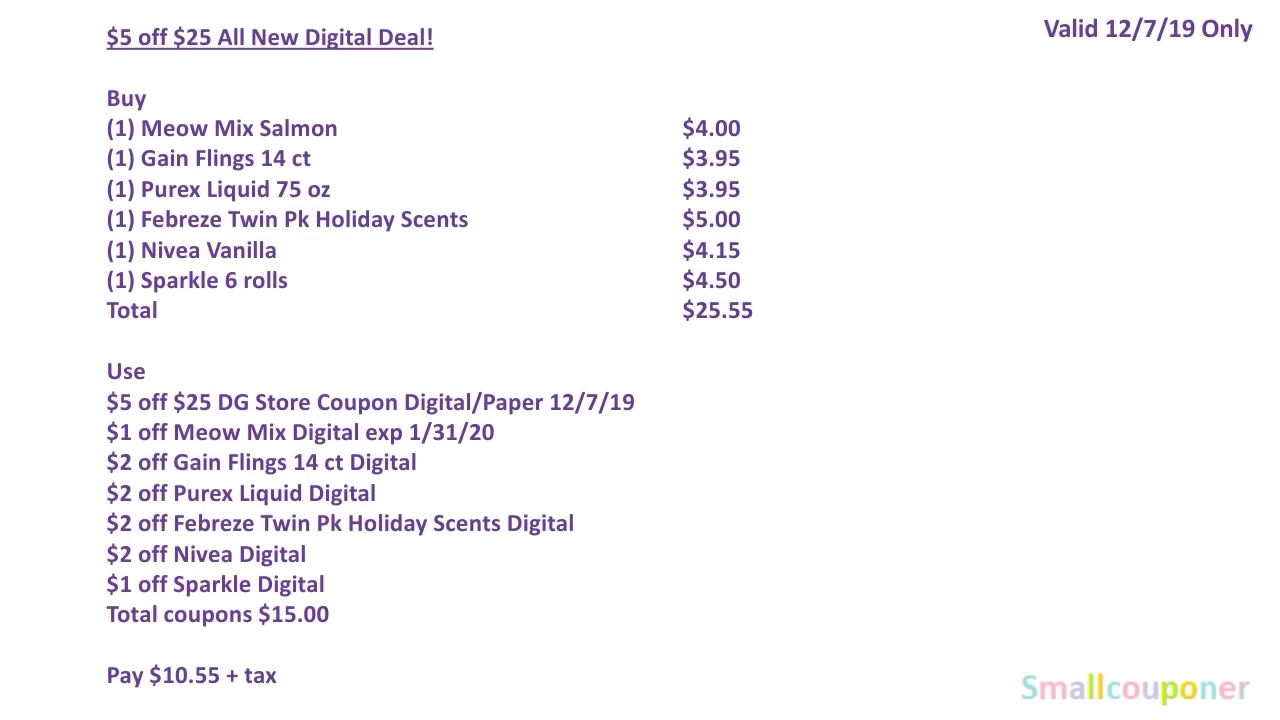 $5 off $25 All New Digital Deal!
Valid 12/7/19 Only
Buy
(1) Meow Mix Salmon $4.00
(1) Gain Flings 14 ct $3.95
(1) Purex Liquid 75 oz $3.95
(1) Febreze Twin Pk Holiday Scents $5.00
(1) Nivea Vanilla $4.15
(1) Sparkle 6 rolls $4.50
Total $25.55
Use
$5 off $25 DG Store Coupon Digital/Paper 12/7/19
$1 off Meow Mix Digital exp 1/31/20
$2 off Gain Flings 14 ct Digital
$2 off Purex Liquid Digital
$2 off Febreze Twin Pk Holiday Scents Digital
$2 off Nivea Digital
$1 off Sparkle Digital
Total coupons $15.00
Pay $10.55 + tax
Smallcouponer